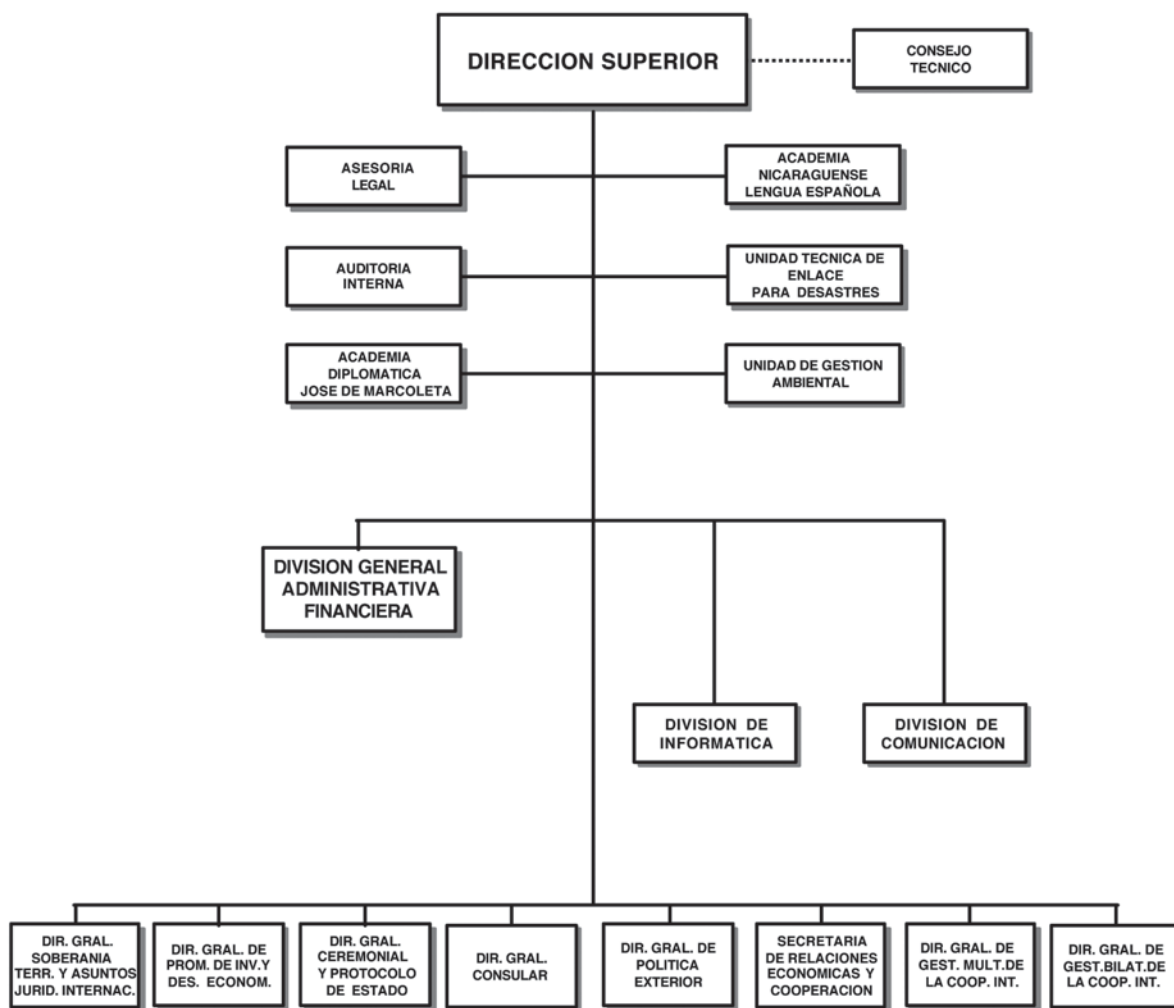 DIRECCION SUPERIOR
CONSEJO
TECNICO
ASESORIA
LEGAL
ACADEMIA
NICARAGUENSE
LENGUA ESPAÑOLA
AUDITORIA
INTERNA
UNIDAD TECNICA DE
ENLACE
PARA DESASTRES
ACADEMIA
DIPLOMATICA
JOSE DE MARCOLETA
UNIDAD DE GESTION
AMBIENTAL
DIVISION GENERAL
ADMINISTRATIVA
FINANCIERA
DIVISION DE
INFORMATICA
DIVISION DE
COMUNICACION
DIR. GRAL.
SOBERANIA
TERR. Y ASUNTOS
JURID. INTERNAC.
DIR. GRAL. DE
PROM. DE INV.Y
DES. ECONOM.
DIR. GRAL.
CEREMONIAL
Y PROTOCOLO
DE ESTADO
DIR. GRAL.
CONSULAR
DIR. GRAL. DE
POLITICA
EXTERIOR
SECRETARIA
DE RELACIONES
ECONOMICAS Y
COOPERACION
DIR. GRAL. DE
GEST. MULT.DE
LA COOP. INT.
DIR. GRAL. DE
GEST.BILAT.DE
LA COOP. INT.